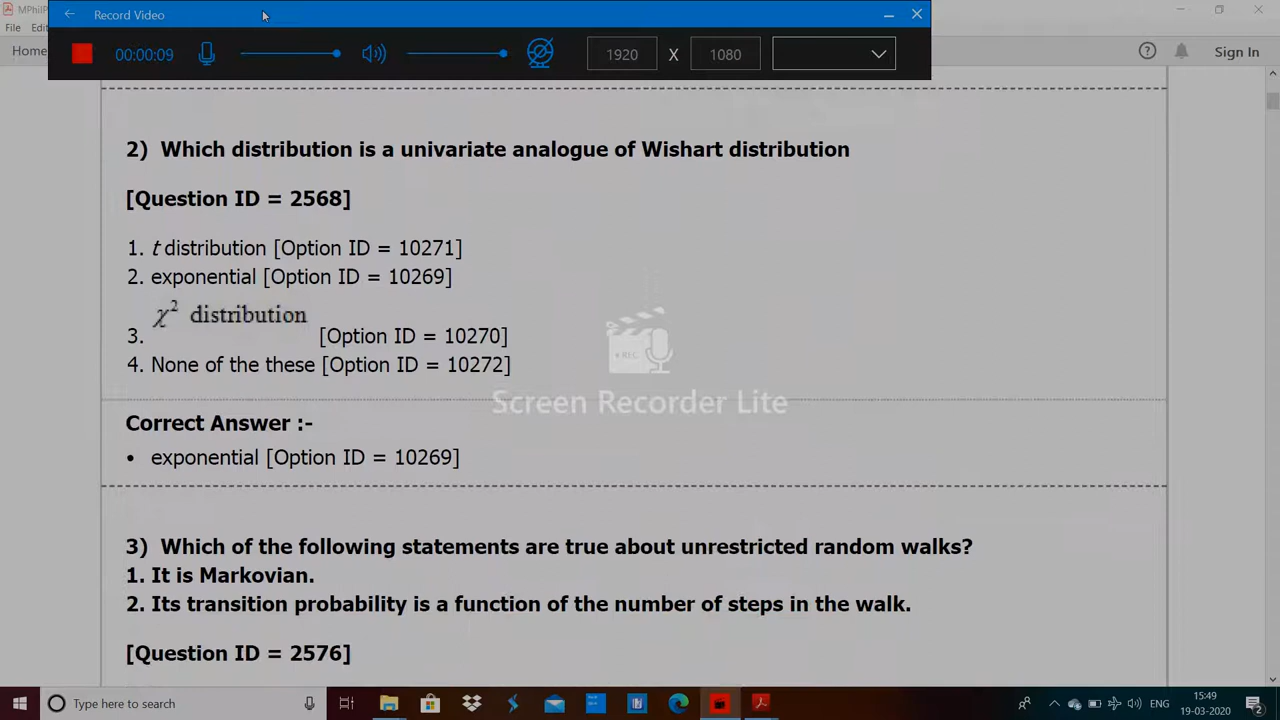 MPhilP
Record Video
File
00:00:09
1920 X 1080
Home
Sign In
2) Which distribution is a univariate analogue of Wishart distribution
[Question ID = 2568]
1. t distribution [Option ID = 10271]
2. exponential [Option ID = 10269]
3. χ² distribution [Option ID = 10270]
4. None of the these [Option ID = 10272]
REC
Screen Recorder Lite
Correct Answer :-
• exponential [Option ID = 10269]
3) Which of the following statements are true about unrestricted random walks?
1. It is Markovian.
2. Its transition probability is a function of the number of steps in the walk.
[Question ID = 2576]
Type here to search
ENG
15:49
19-03-2020
2